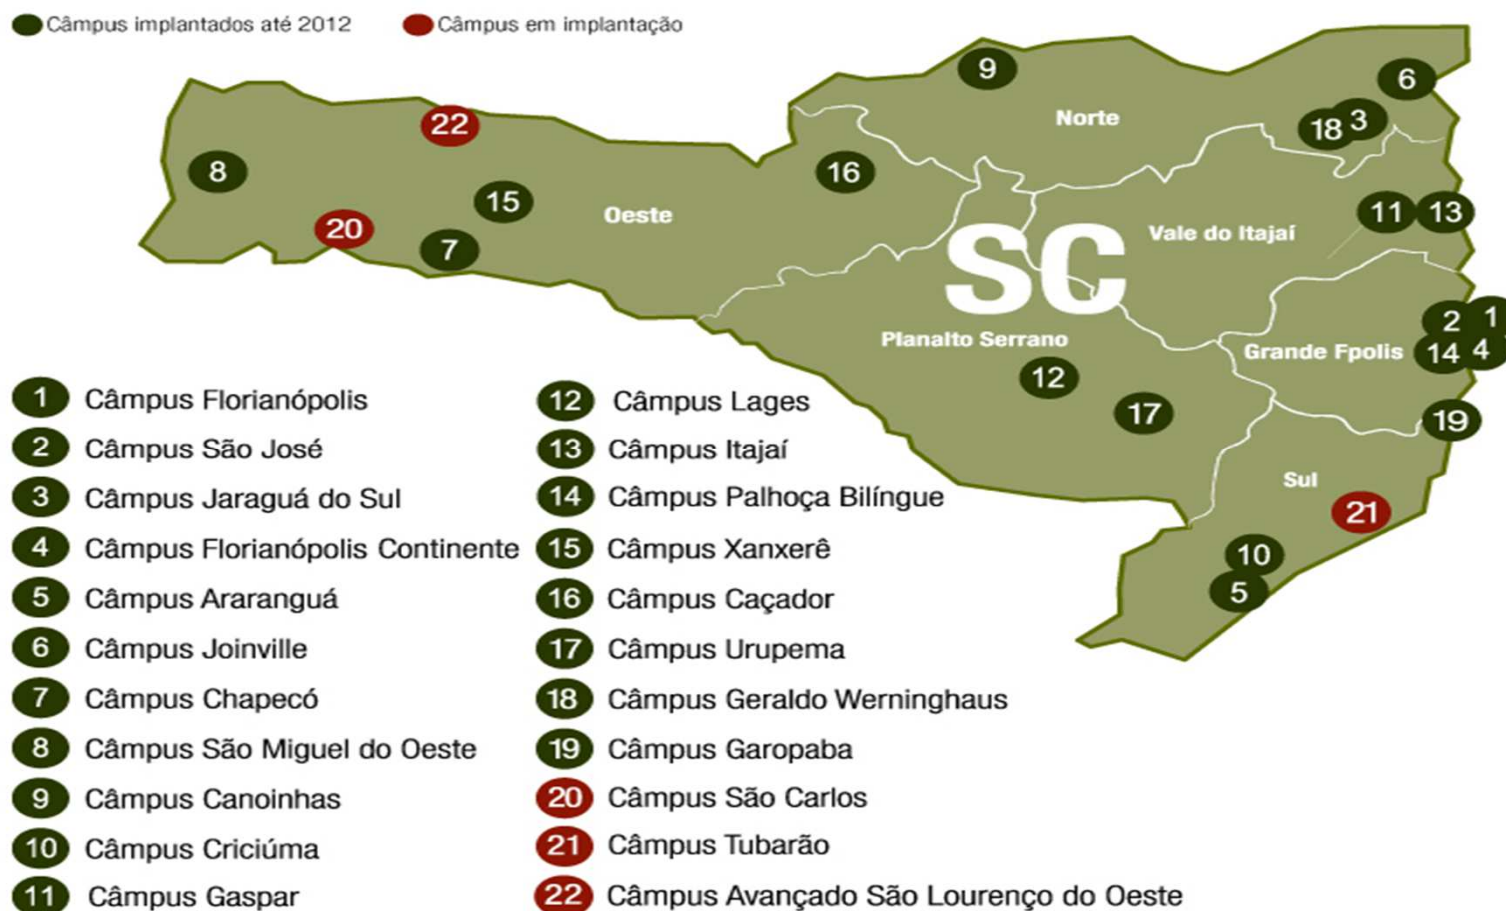 Câmpus implantados até 2012
Câmpus em implantação
9
6
22
Norte
18 3
8
16
15
Oeste
11 13
20
7
SC
Vale do Itajaí
2 1
Planalto Serrano
Grande Fpolis
14 4
12
17
19
Sul
21
10
5
1 Câmpus Florianópolis
2 Câmpus São José
3 Câmpus Jaraguá do Sul
4 Câmpus Florianópolis Continente
5 Câmpus Araranguá
6 Câmpus Joinville
7 Câmpus Chapecó
8 Câmpus São Miguel do Oeste
9 Câmpus Canoinhas
10 Câmpus Criciúma
11 Câmpus Gaspar
12 Câmpus Lages
13 Câmpus Itajaí
14 Câmpus Palhoça Bilíngue
15 Câmpus Xanxerê
16 Câmpus Caçador
17 Câmpus Urupema
18 Câmpus Geraldo Werninghaus
19 Câmpus Garopaba
20 Câmpus São Carlos
21 Câmpus Tubarão
22 Câmpus Avançado São Lourenço do Oeste